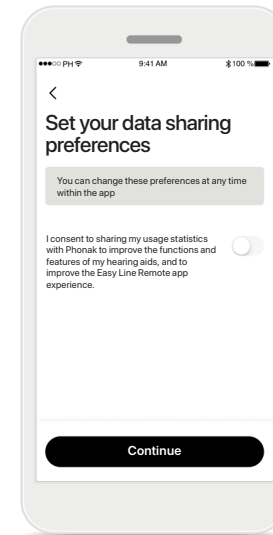 PH 9:41 AM 100 %
Set your data sharing
preferences
You can change these preferences at any time
within the app
I consent to sharing my usage statistics
with Phonak to improve the functions and
features of my hearing aids, and to
improve the Easy Line Remote app
experience.
Continue